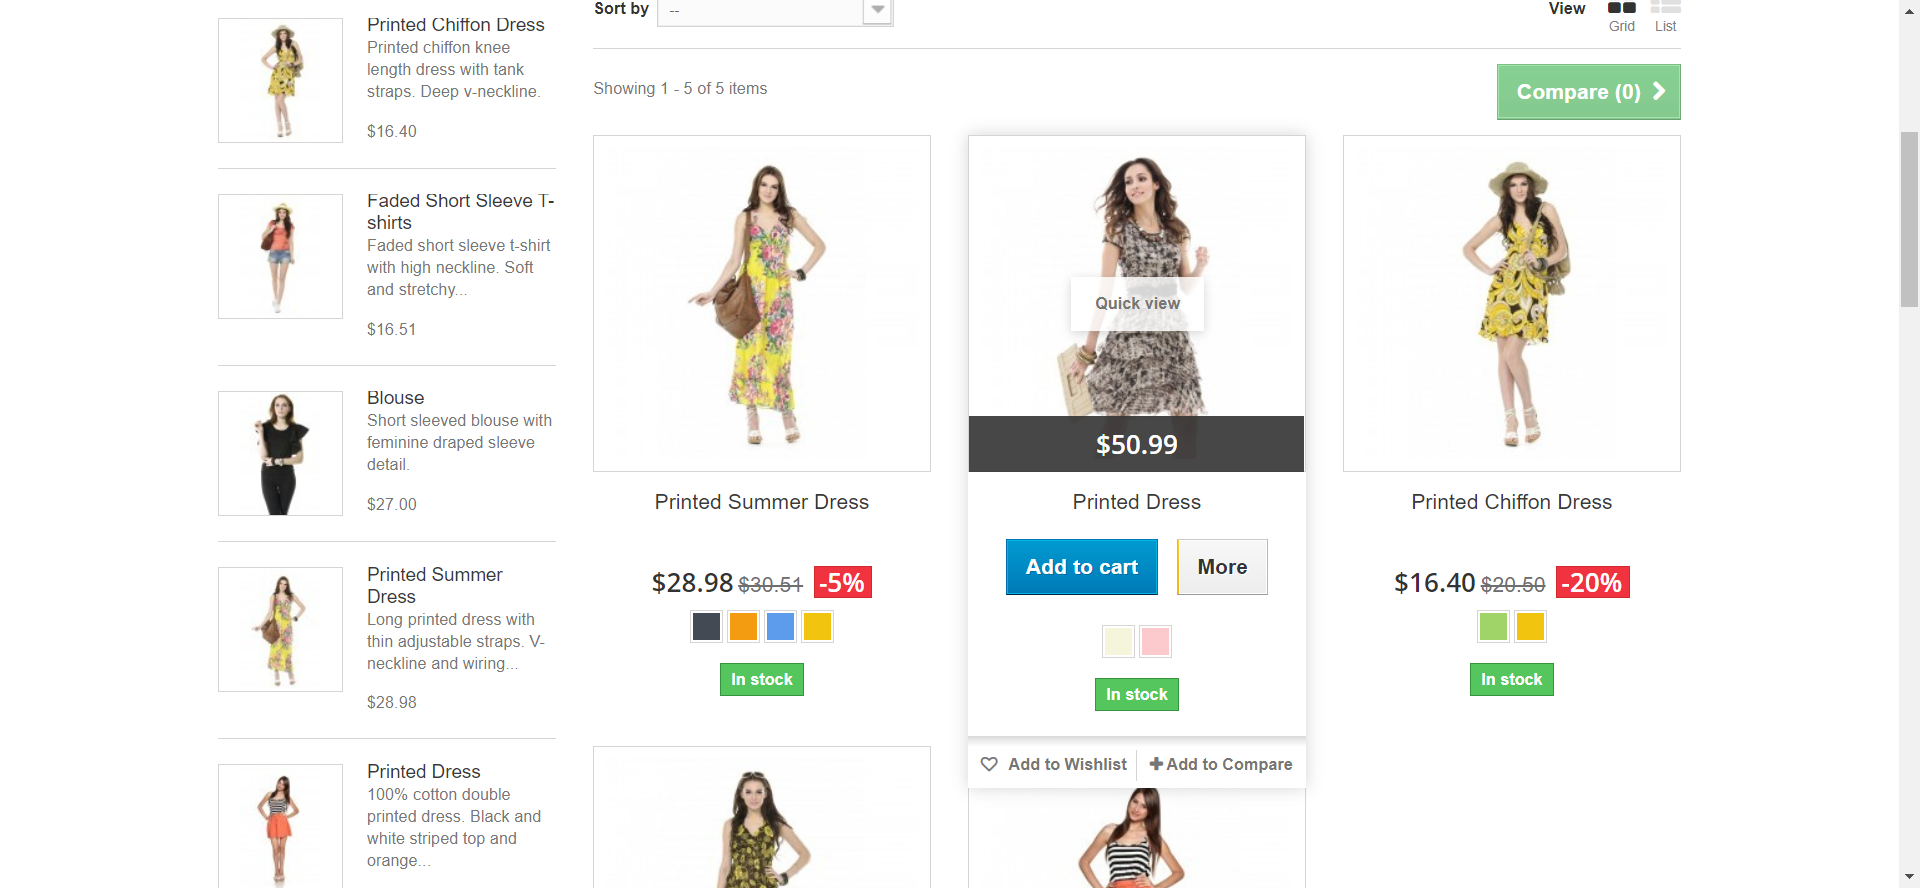 Printed Chiffon Dress
Printed chiffon knee
length dress with tank
straps. Deep v-neckline.
$16.40
Faded Short Sleeve T-
shirts
Faded short sleeve t-shirt
with high neckline. Soft
and stretchy...
$16.51
Blouse
Short sleeved blouse with
feminine draped sleeve
detail.
$27.00
Printed Summer
Dress
Long printed dress with
thin adjustable straps. V-
neckline and wiring...
$28.98
Printed Dress
100% cotton double
printed dress. Black and
white striped top and
orange...
Sort by
--
View
Grid
List
Showing 1 - 5 of 5 items
Compare (0)
Printed Summer Dress
$28.98 $30.51 -5%
In stock
Quick view
$50.99
Printed Dress
Add to cart
More
In stock
Add to Wishlist
Add to Compare
Printed Chiffon Dress
$16.40 $20.50 -20%
In stock